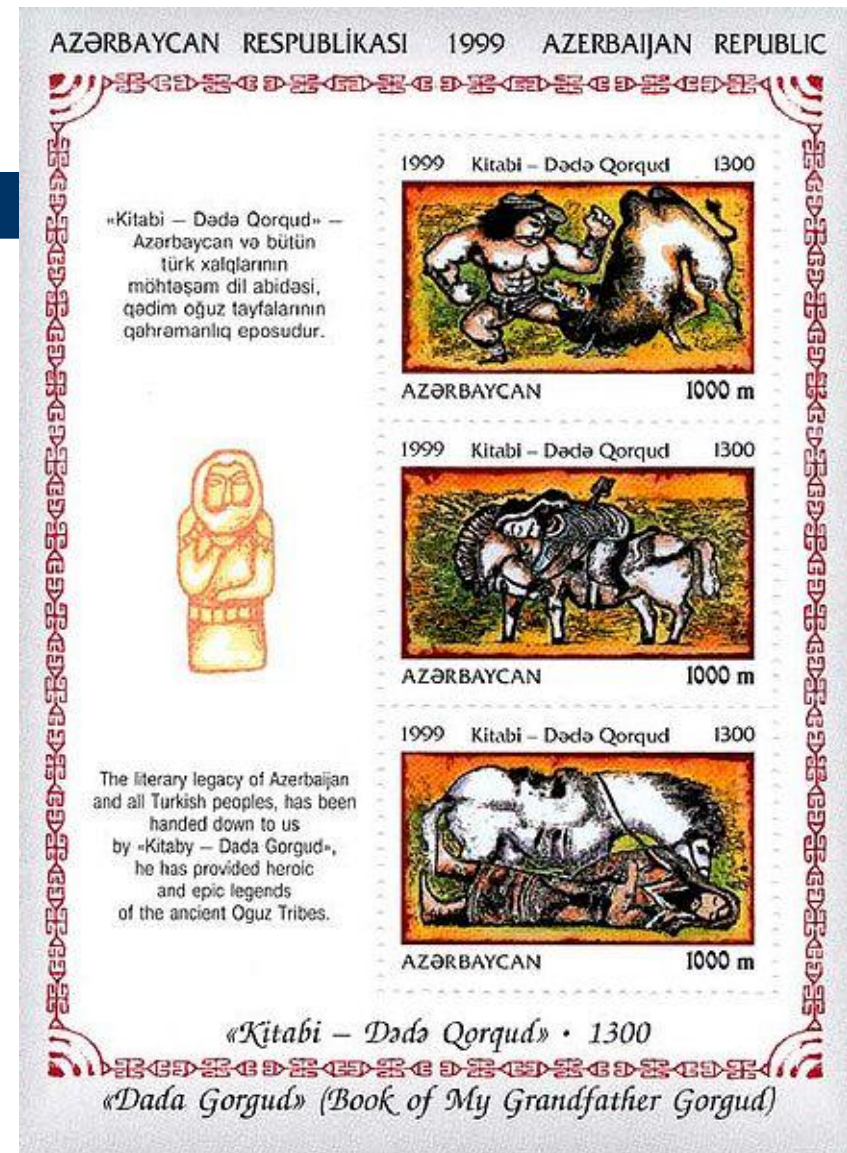 AZƏRBAYCAN RESPUBLİKASI 1999 AZERBAIJAN REPUBLIC
«Kitabi – Dədə Qorqud» –
Azərbaycan və bütün
türk xalqlarının
möhtəşəm dil abidəsi,
qədim oğuz tayfalarının
qəhrəmanlıq eposudur.
1999 Kitabi – Dədə Qorqud 1300
AZƏRBAYCAN 1000 m
1999 Kitabi – Dədə Qorqud 1300
AZƏRBAYCAN 1000 m
The literary legacy of Azerbaijan
and all Turkish peoples, has been
handed down to us
by «Kitaby – Dada Gorgud»,
he has provided heroic
and epic legends
of the ancient Oguz Tribes.
1999 Kitabi – Dədə Qorqud 1300
AZƏRBAYCAN 1000 m
«Kitabi – Dədə Qorqud» · 1300
«Dada Gorgud» (Book of My Grandfather Gorgud)